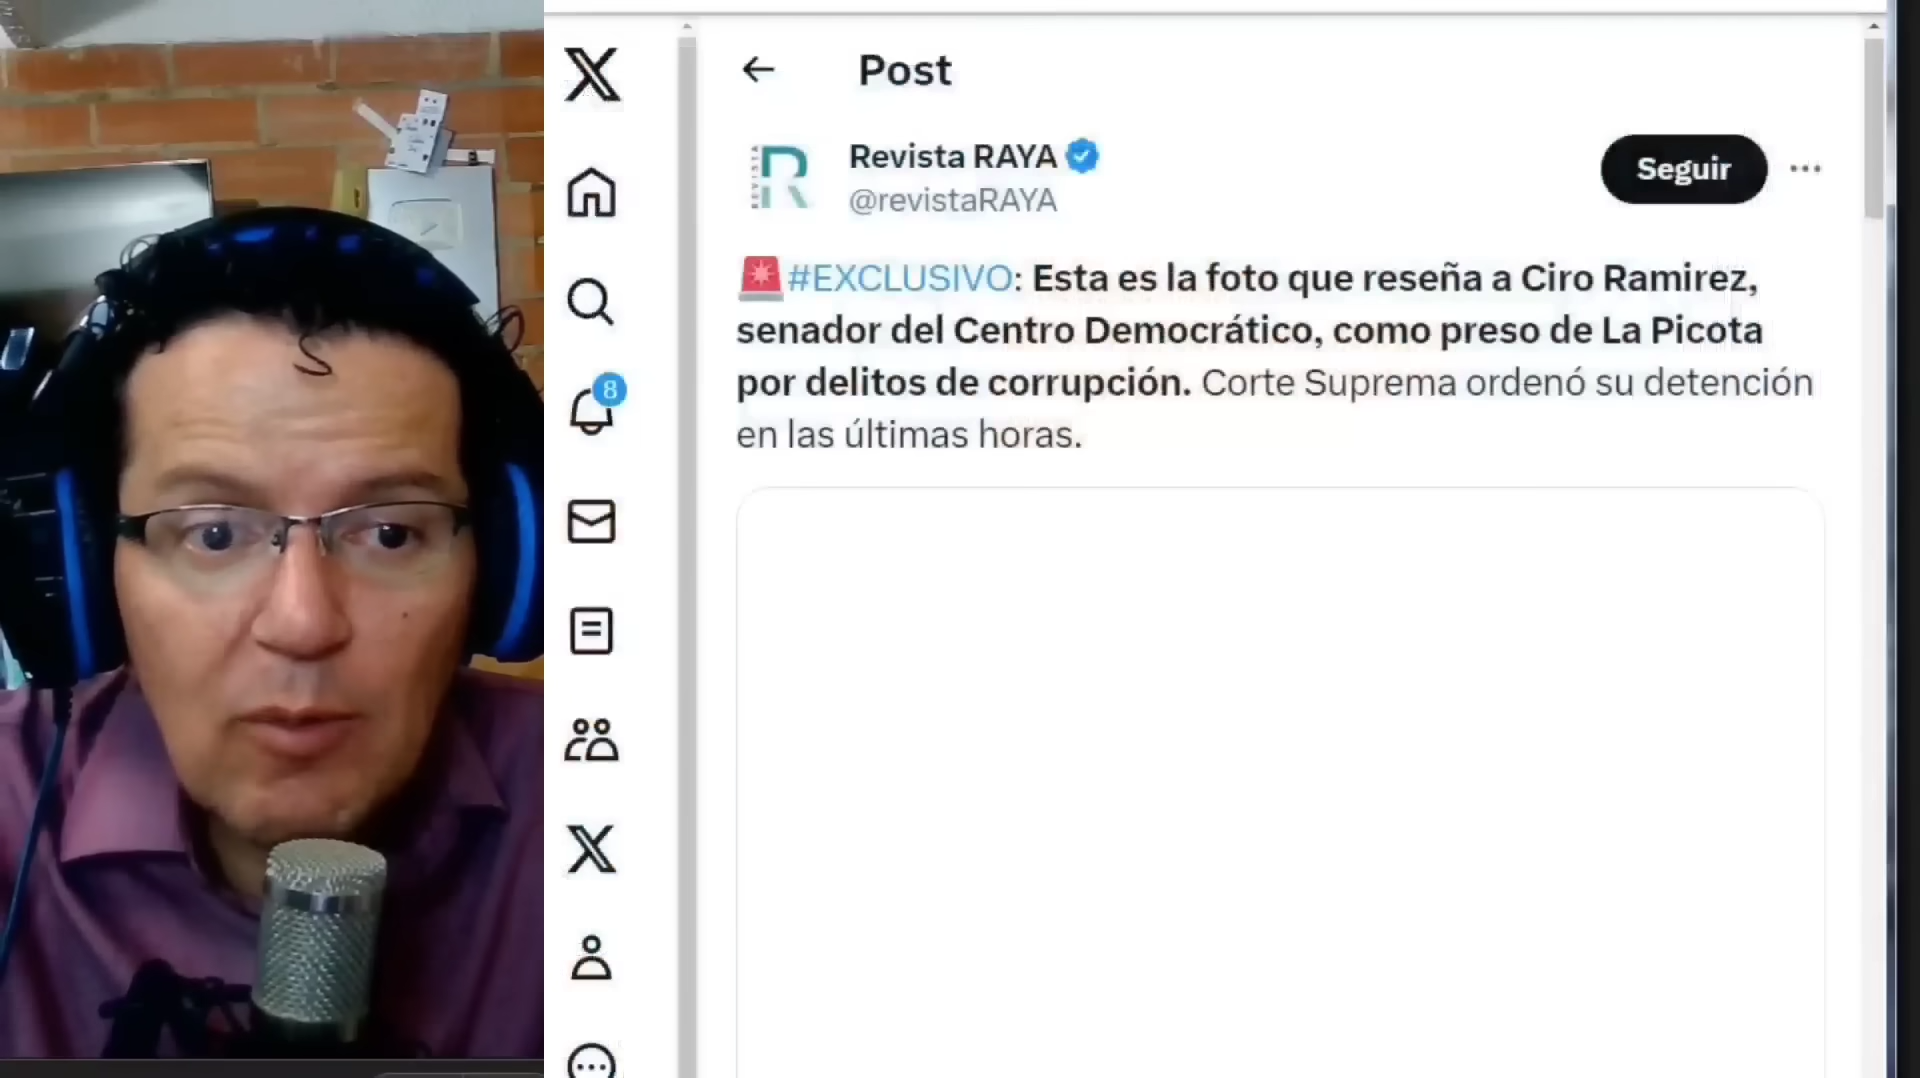 Post
REVISTA
R
Revista RAYA
@revistaRAYA
Seguir
#EXCLUSIVO: Esta es la foto que reseña a Ciro Ramirez,
senador del Centro Democrático, como preso de La Picota
por delitos de corrupción. Corte Suprema ordenó su detención
en las últimas horas.
8